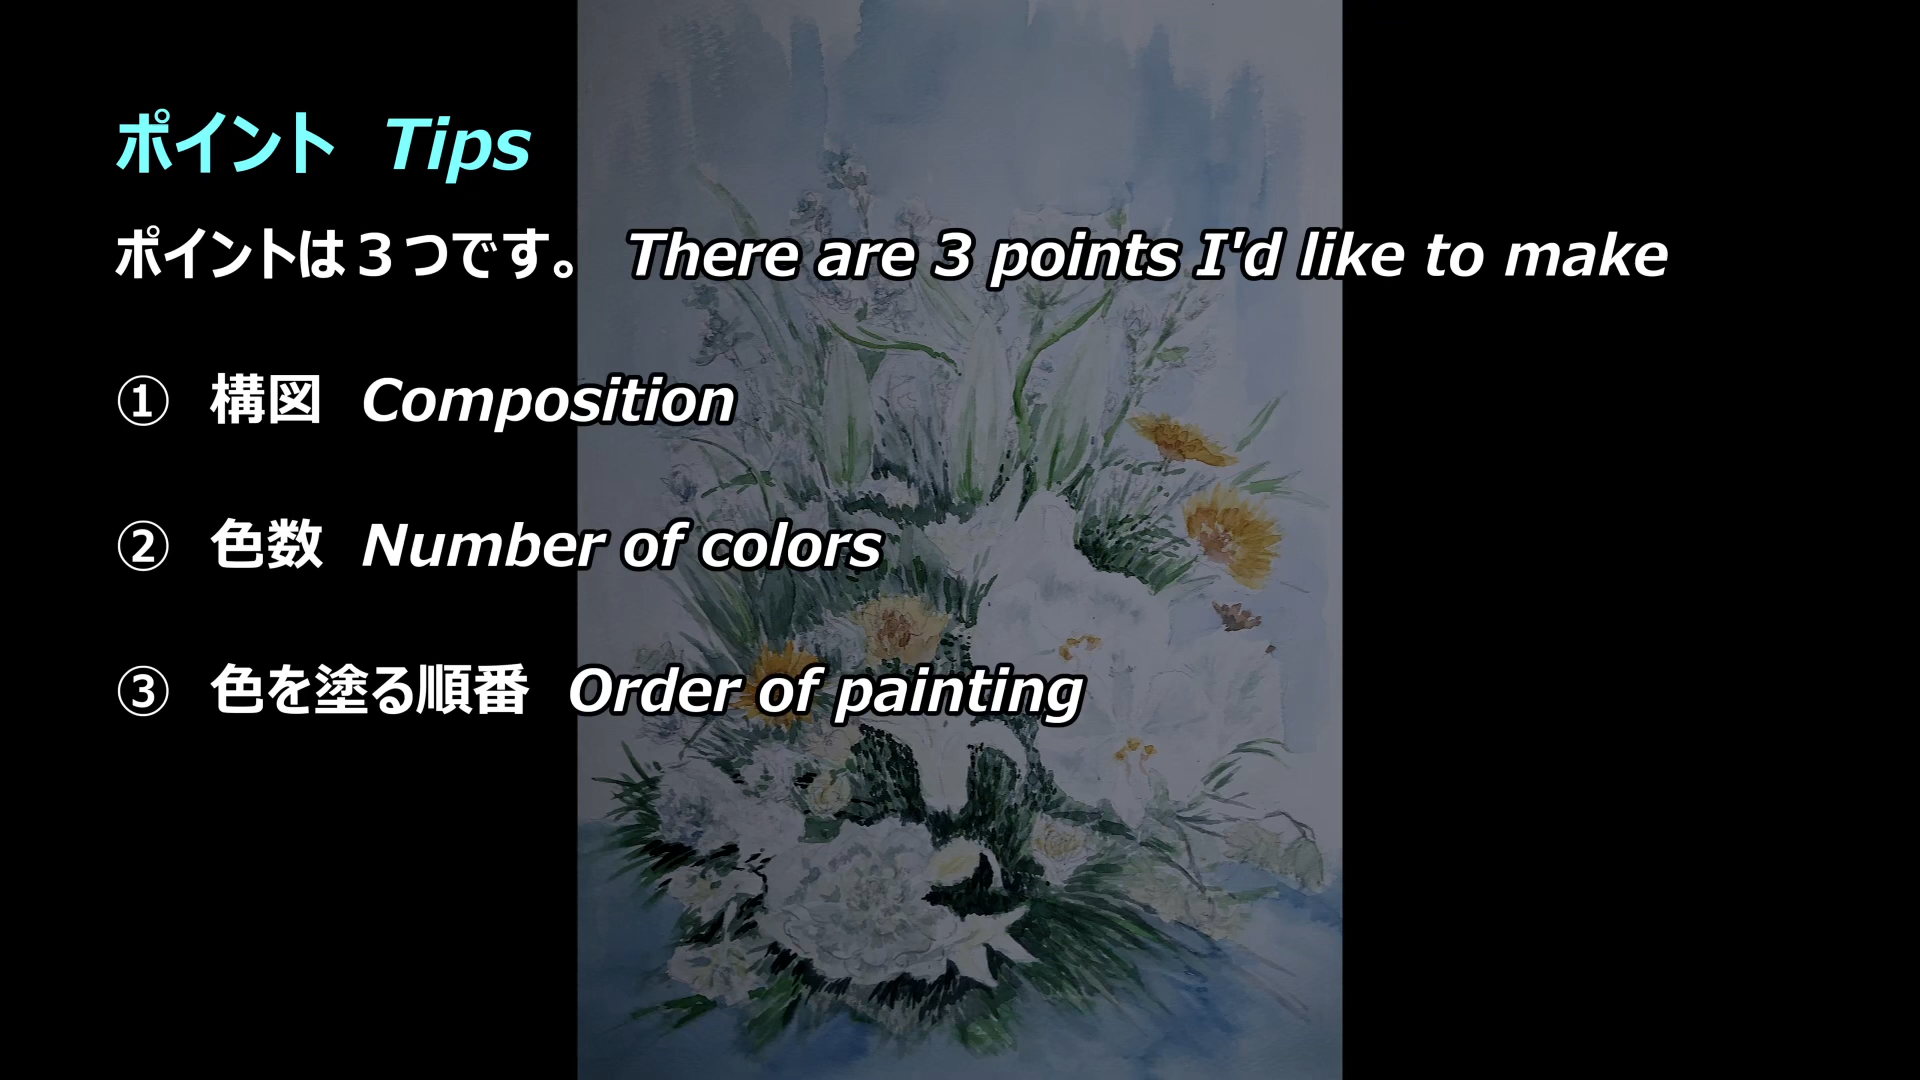 ポイント Tips
ポイントは３つです。 There are 3 points I'd like to make
① 構図 Composition
② 色数 Number of colors
③ 色を塗る順番 Order of painting